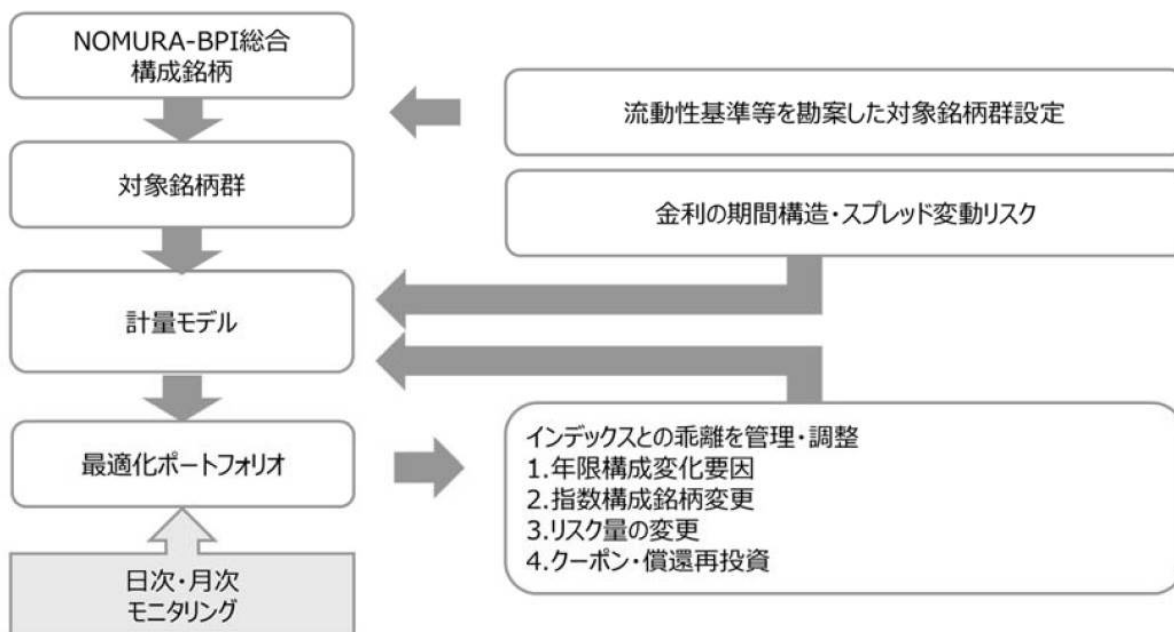 NOMURA-BPI総合
構成銘柄
流動性基準等を勘案した対象銘柄群設定
対象銘柄群
金利の期間構造・スプレッド変動リスク
計量モデル
最適化ポートフォリオ
インデックスとの乖離を管理・調整
1.年限構成変化要因
2.指数構成銘柄変更
3.リスク量の変更
4.クーポン・償還再投資
日次・月次
モニタリング